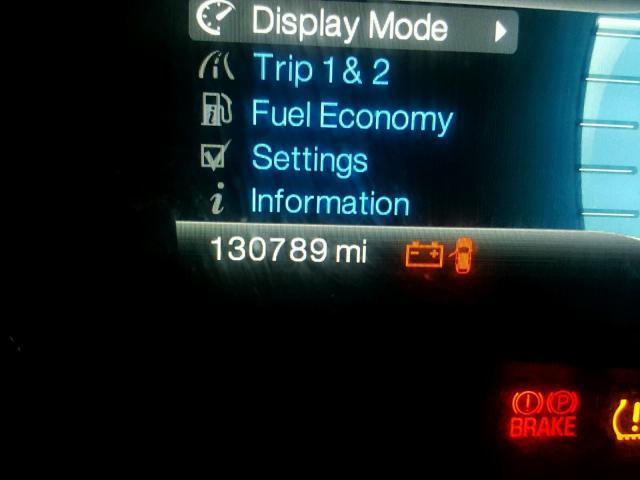 Display Mode
Trip 1 & 2
Fuel Economy
Settings
Information
130789 mi
BRAKE